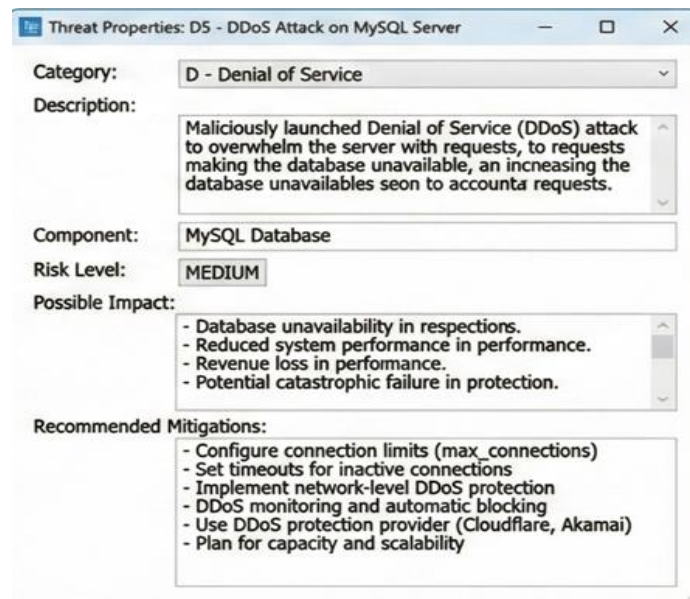 Threat Properties: D5 - DDoS Attack on MySQL Server
Category:
D - Denial of Service
Description:
Maliciously launched Denial of Service (DDoS) attack
to overwhelm the server with requests, to requests
making the database unavailable, an incneasing the
database unavailables seon to accounta requests.
Component:
MySQL Database
Risk Level:
MEDIUM
Possible Impact:
- Database unavailability in respections.
- Reduced system performance in performance.
- Revenue loss in performance.
- Potential catastrophic failure in protection.
Recommended Mitigations:
- Configure connection limits (max_connections)
- Set timeouts for inactive connections
- Implement network-level DDoS protection
- DDoS monitoring and automatic blocking
- Use DDoS protection provider (Cloudflare, Akamai)
- Plan for capacity and scalability